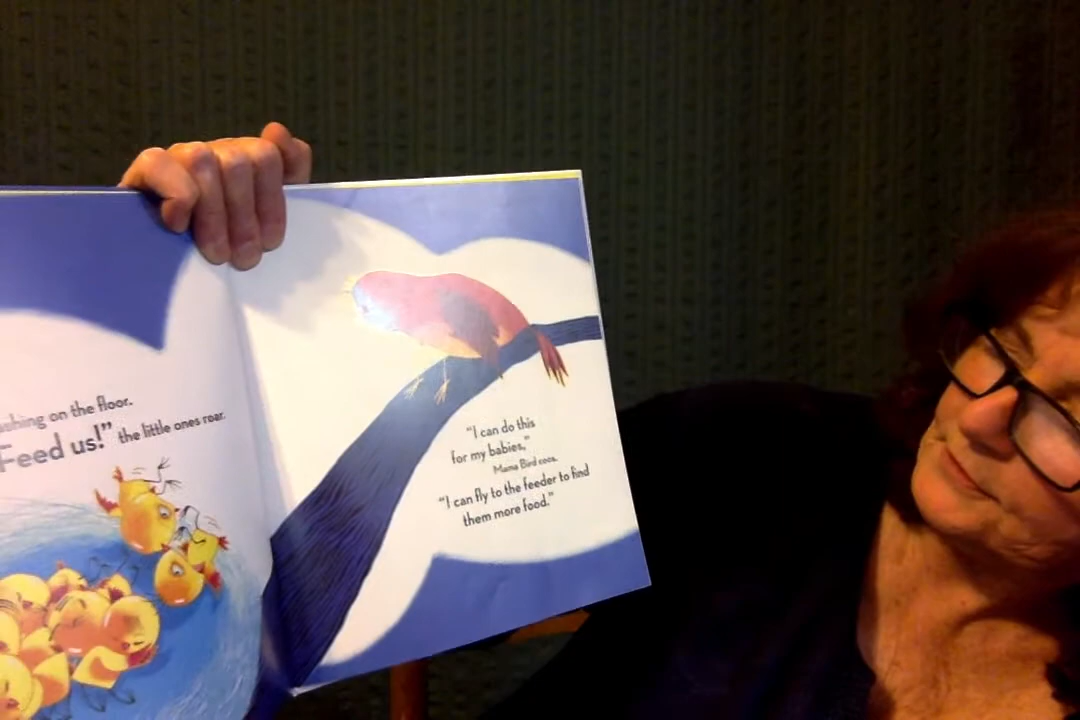 ashing on the floor.
Feed us!" the little ones roar.
"I can do this
for my babies,"
Mama Bird coos.
"I can fly to the feeder to find
them more food."